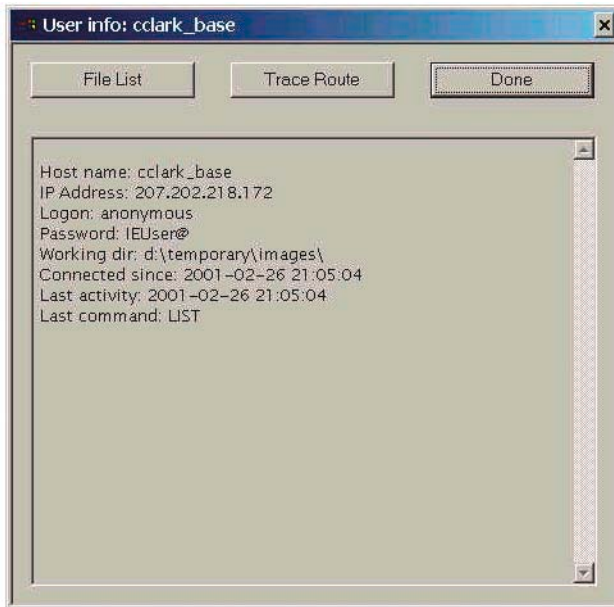 User info: cclark_base
File List
Trace Route
Done
Host name: cclark_base
IP Address: 207.202.218.172
Logon: anonymous
Password: IEUser@
Working dir: d:\temporary\images\
Connected since: 2001-02-26 21:05:04
Last activity: 2001-02-26 21:05:04
Last command: LIST